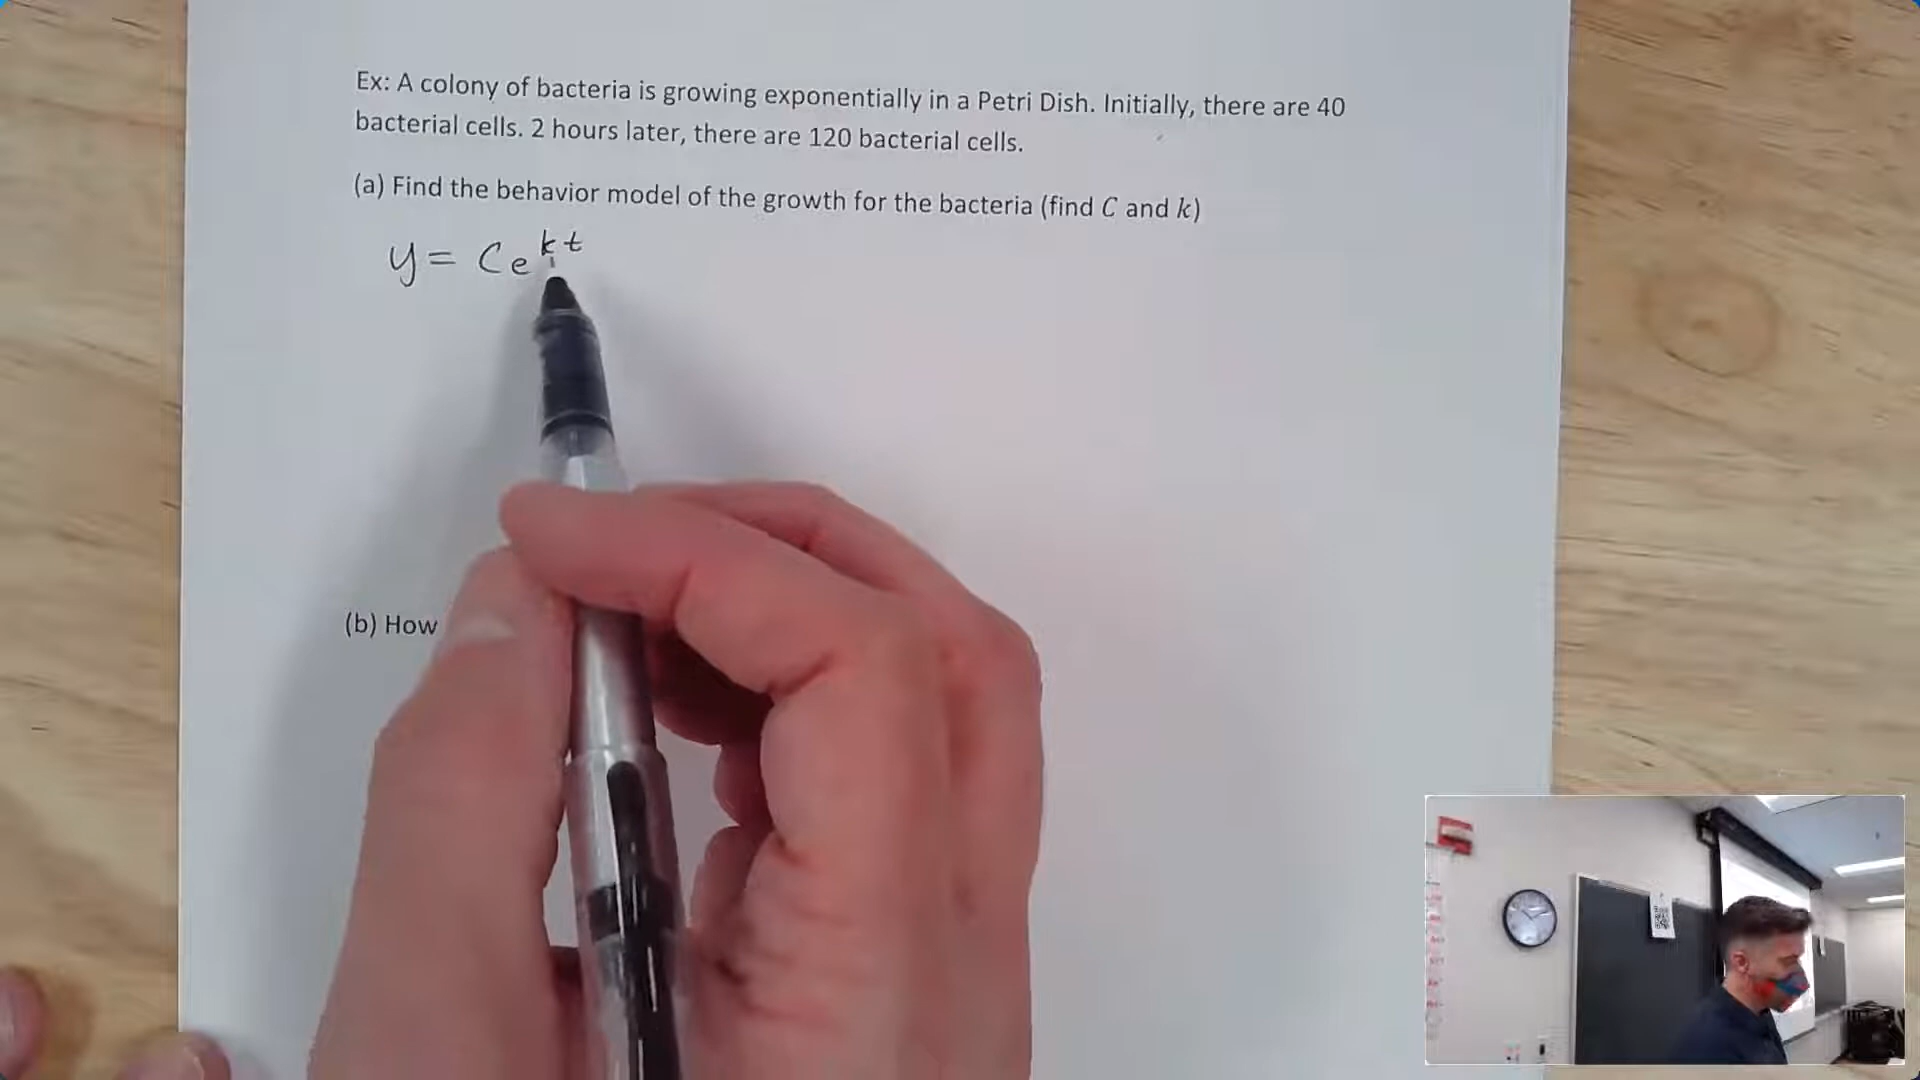 Ex: A colony of bacteria is growing exponentially in a Petri Dish. Initially, there are 40
bacterial cells. 2 hours later, there are 120 bacterial cells.
(a) Find the behavior model of the growth for the bacteria (find C and k)
y = Ce^kt
(b) How